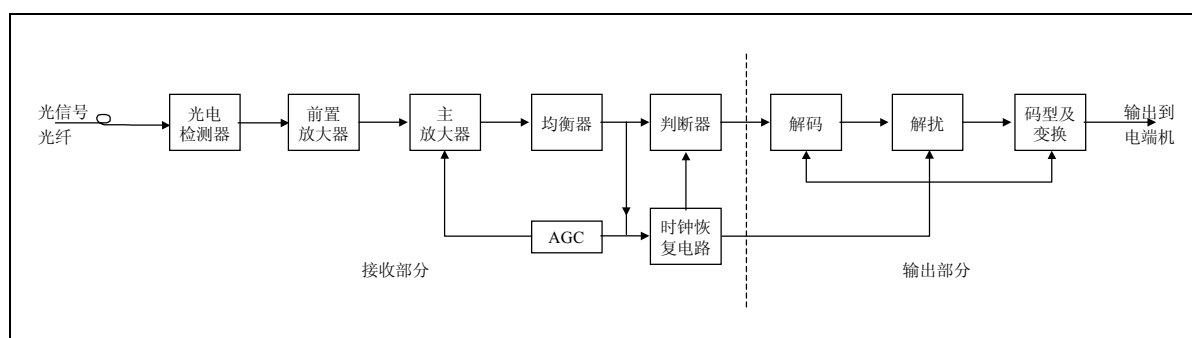 光信号
光纤
光电
检测器
前置
放大器
主
放大器
均衡器
判断器
解码
解扰
码型及
变换
输出到
电端机
AGC
时钟恢
复电路
接收部分
输出部分